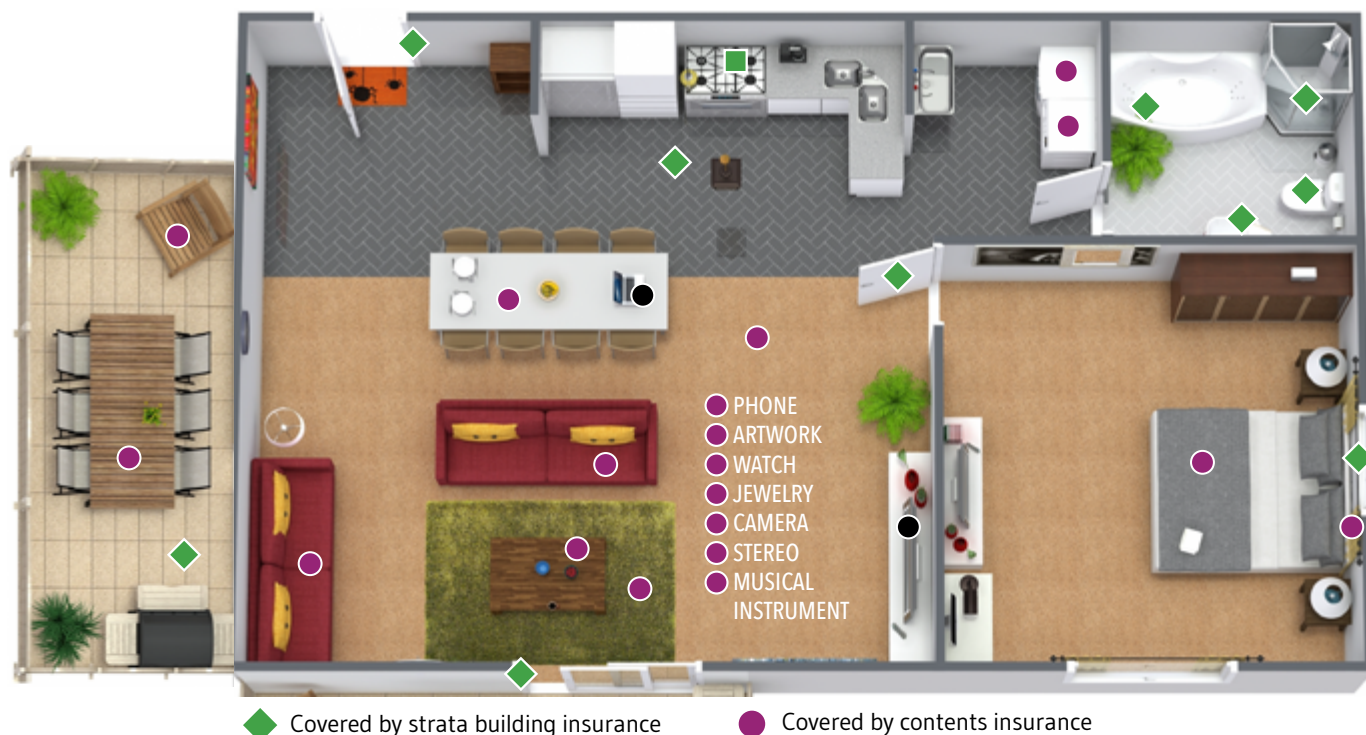 PHONE
ARTWORK
WATCH
JEWELRY
CAMERA
STEREO
MUSICAL
INSTRUMENT
Covered by strata building insurance
Covered by contents insurance